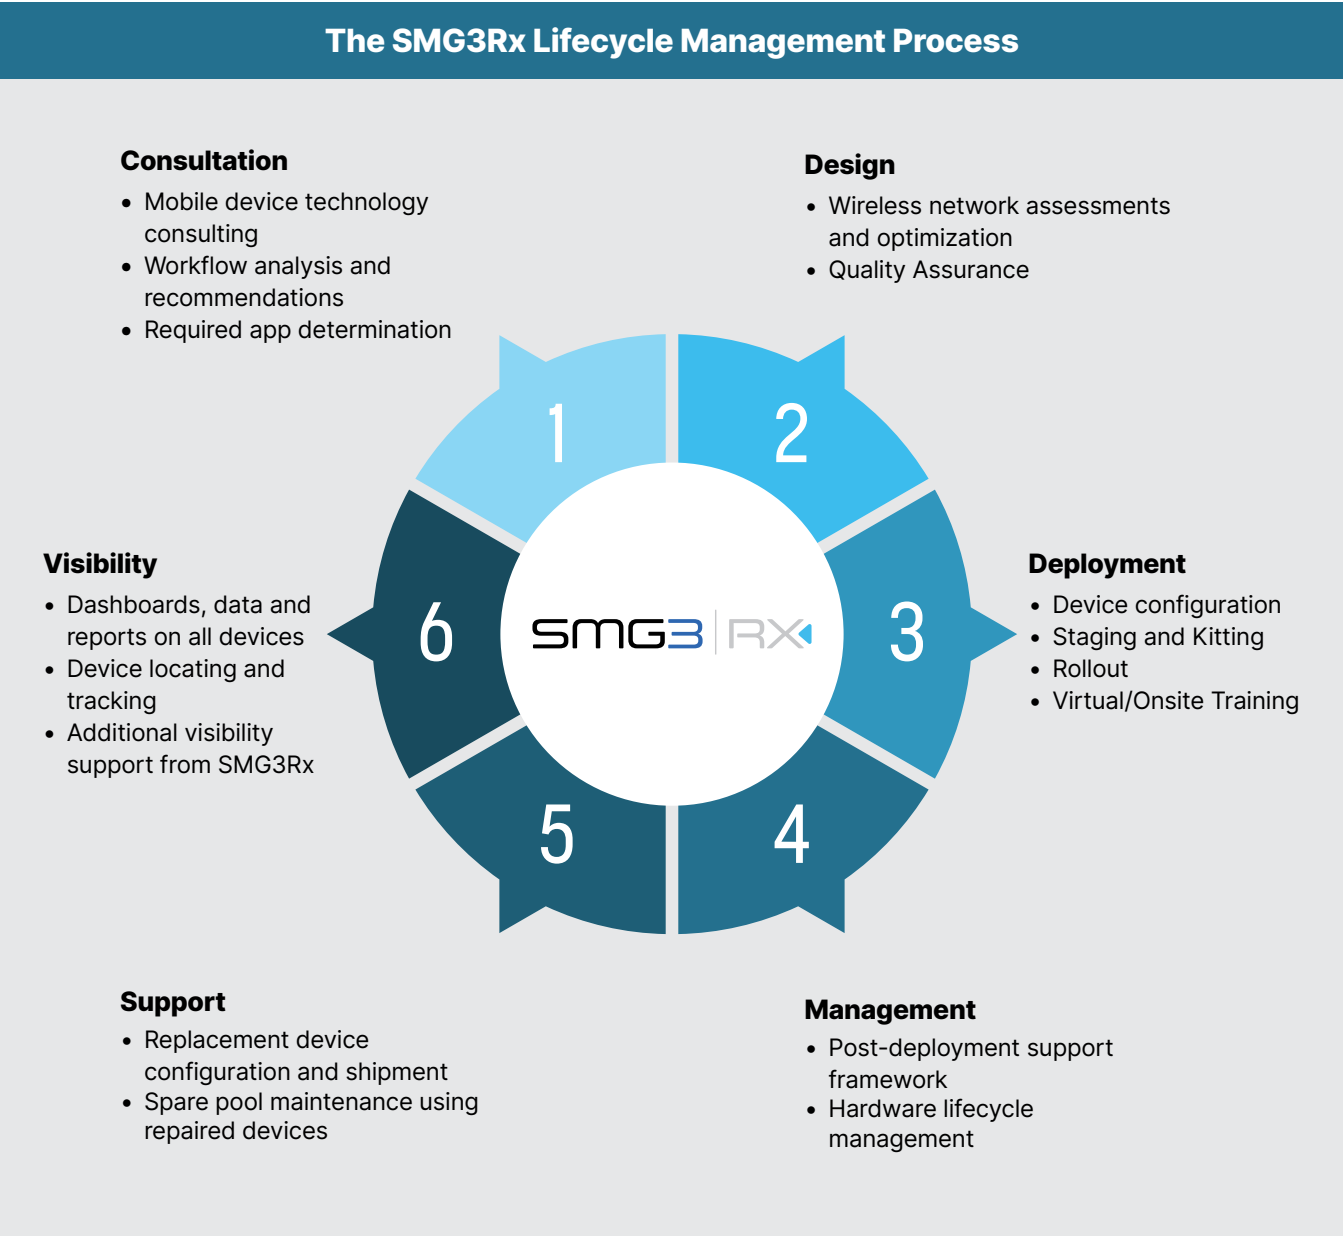 The SMG3Rx Lifecycle Management Process
Consultation
• Mobile device technology
consulting
• Workflow analysis and
recommendations
• Required app determination
Design
• Wireless network assessments
and optimization
• Quality Assurance
1
2
Visibility
• Dashboards, data and
reports on all devices
• Device locating and
tracking
• Additional visibility
support from SMG3Rx
6
SMG3 | RX
3
Deployment
• Device configuration
• Staging and Kitting
• Rollout
• Virtual/Onsite Training
5
4
Support
• Replacement device
configuration and shipment
• Spare pool maintenance using
repaired devices
Management
• Post-deployment support
framework
• Hardware lifecycle
management